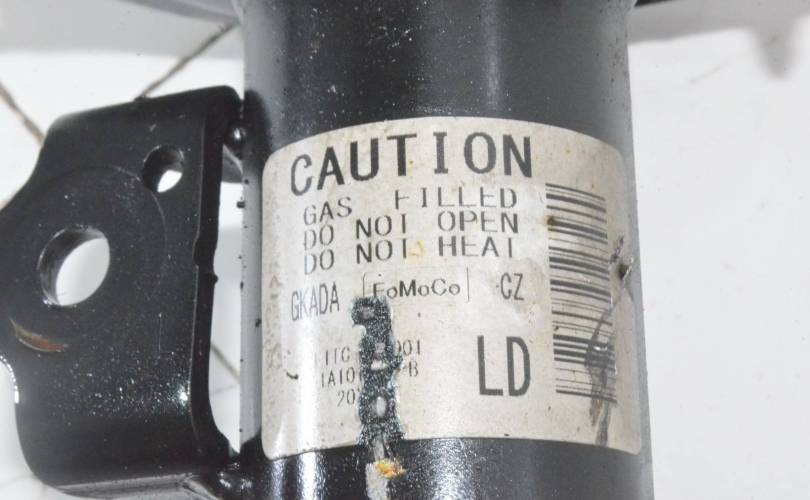 CAUTION
GAS FILLED
DO NOT OPEN
DO NOT HEAT
GKADA [FoMoCo] CZ
LD